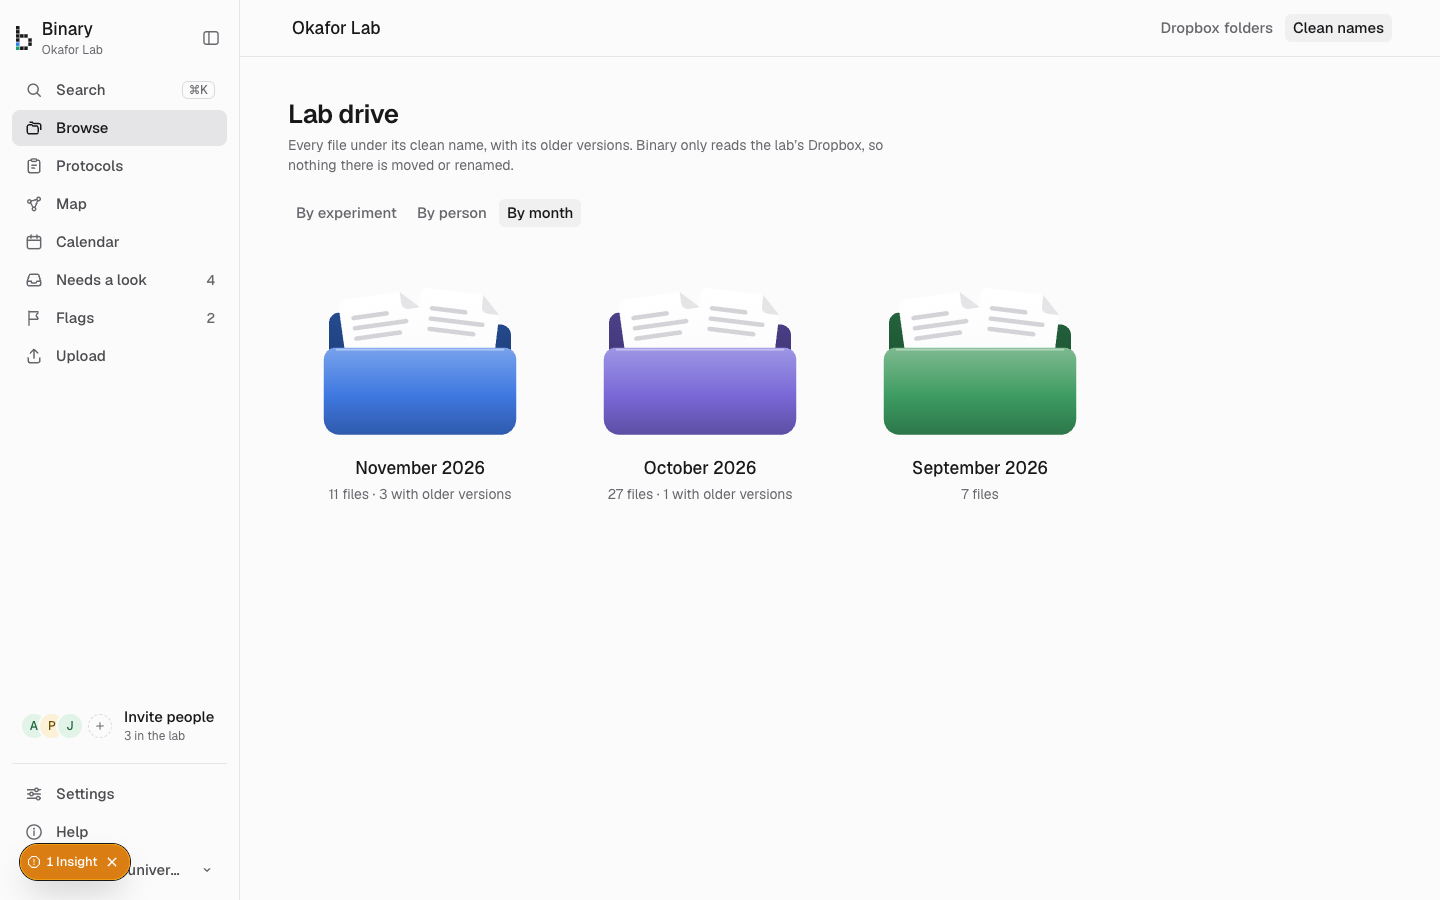 Binary
Okafor Lab
Search
⌘K
Browse
Protocols
Map
Calendar
Needs a look 4
Flags 2
Upload
A P J
Invite people
3 in the lab
Settings
Help
1 Insight
univer...
Okafor Lab
Dropbox folders
Clean names
Lab drive
Every file under its clean name, with its older versions. Binary only reads the lab's Dropbox, so
nothing there is moved or renamed.
By experiment
By person
By month
November 2026
11 files · 3 with older versions
October 2026
27 files · 1 with older versions
September 2026
7 files